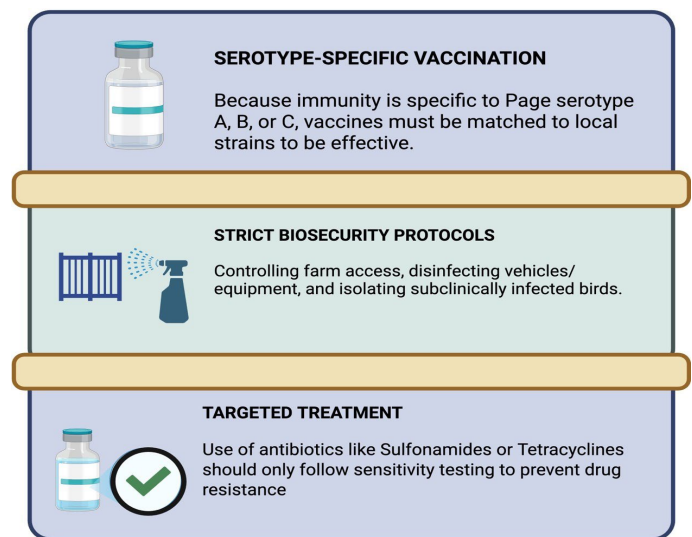 SEROTYPE-SPECIFIC VACCINATION
Because immunity is specific to Page serotype
A, B, or C, vaccines must be matched to local
strains to be effective.
STRICT BIOSECURITY PROTOCOLS
Controlling farm access, disinfecting vehicles/
equipment, and isolating subclinically infected birds.
TARGETED TREATMENT
Use of antibiotics like Sulfonamides or Tetracyclines
should only follow sensitivity testing to prevent drug
resistance